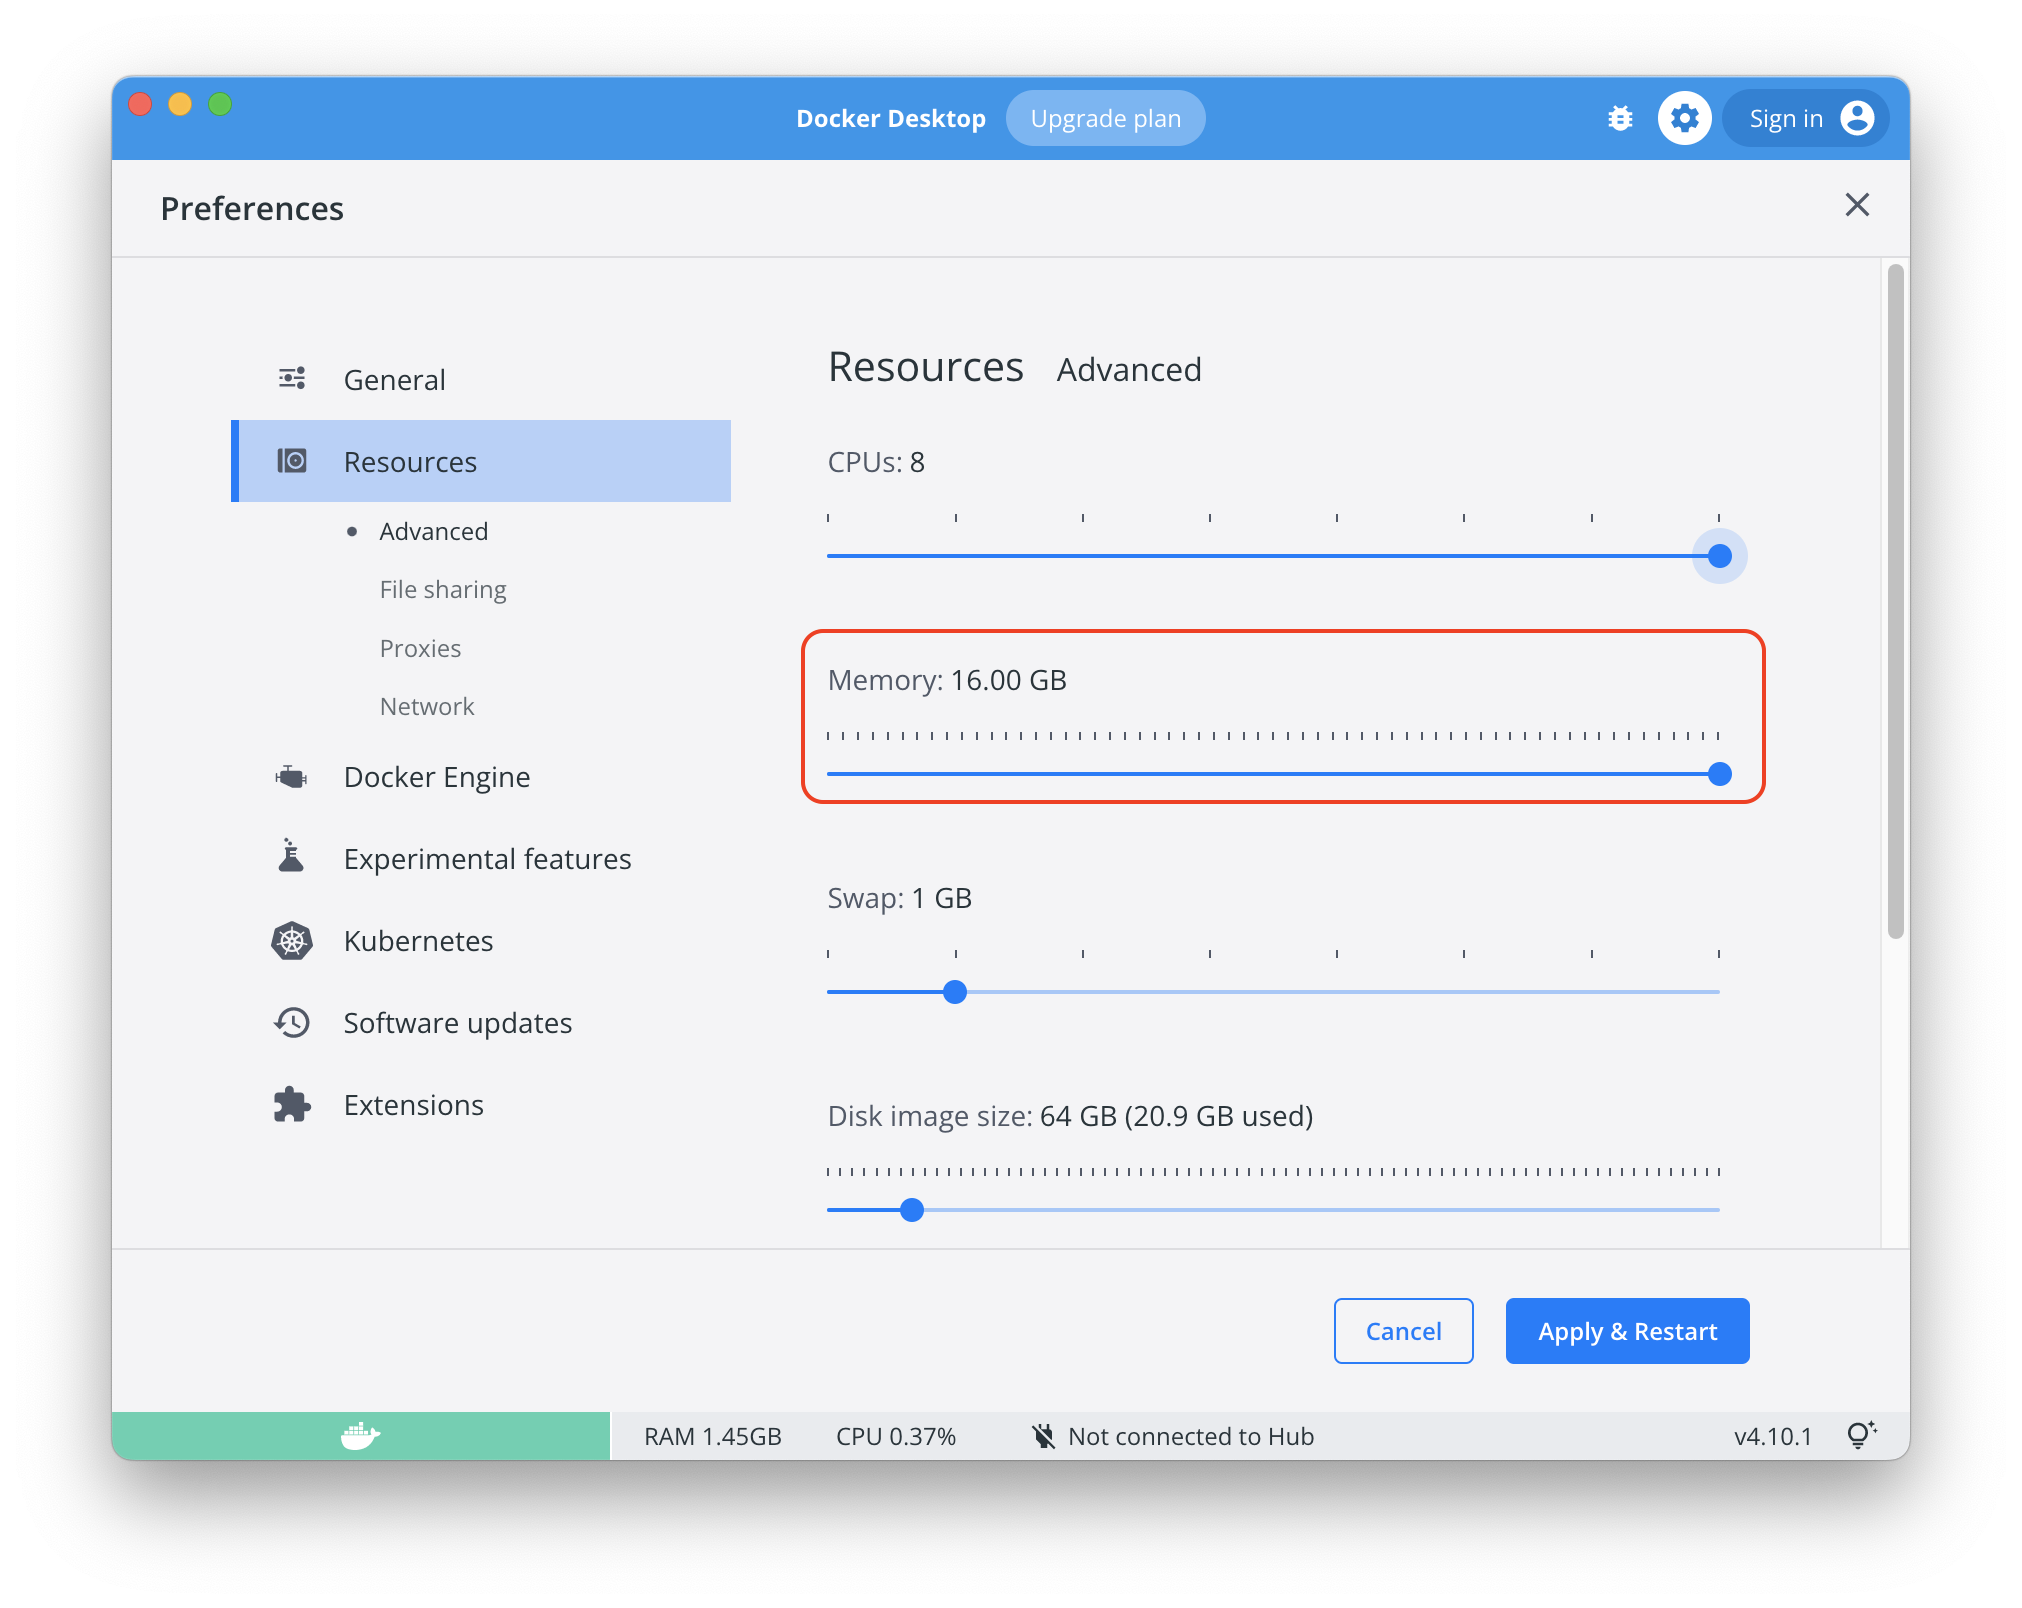 Docker Desktop Upgrade plan Sign in
Preferences
General
Resources
Advanced
File sharing
Proxies
Network
Docker Engine
Experimental features
Kubernetes
Software updates
Extensions
Resources Advanced
CPUs: 8
Memory: 16.00 GB
Swap: 1 GB
Disk image size: 64 GB (20.9 GB used)
Cancel Apply & Restart
RAM 1.45GB CPU 0.37% Not connected to Hub v4.10.1